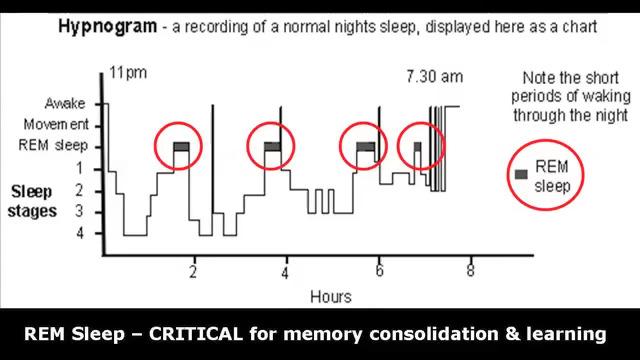 Hypnogram - a recording of a normal nights sleep, displayed here as a chart
11pm
7.30 am
Note the short
periods of waking
through the night
Awake
Movement
REM sleep
1
2
3
4
Sleep
stages
REM
sleep
2
4
6
8
Hours
REM Sleep – CRITICAL for memory consolidation & learning